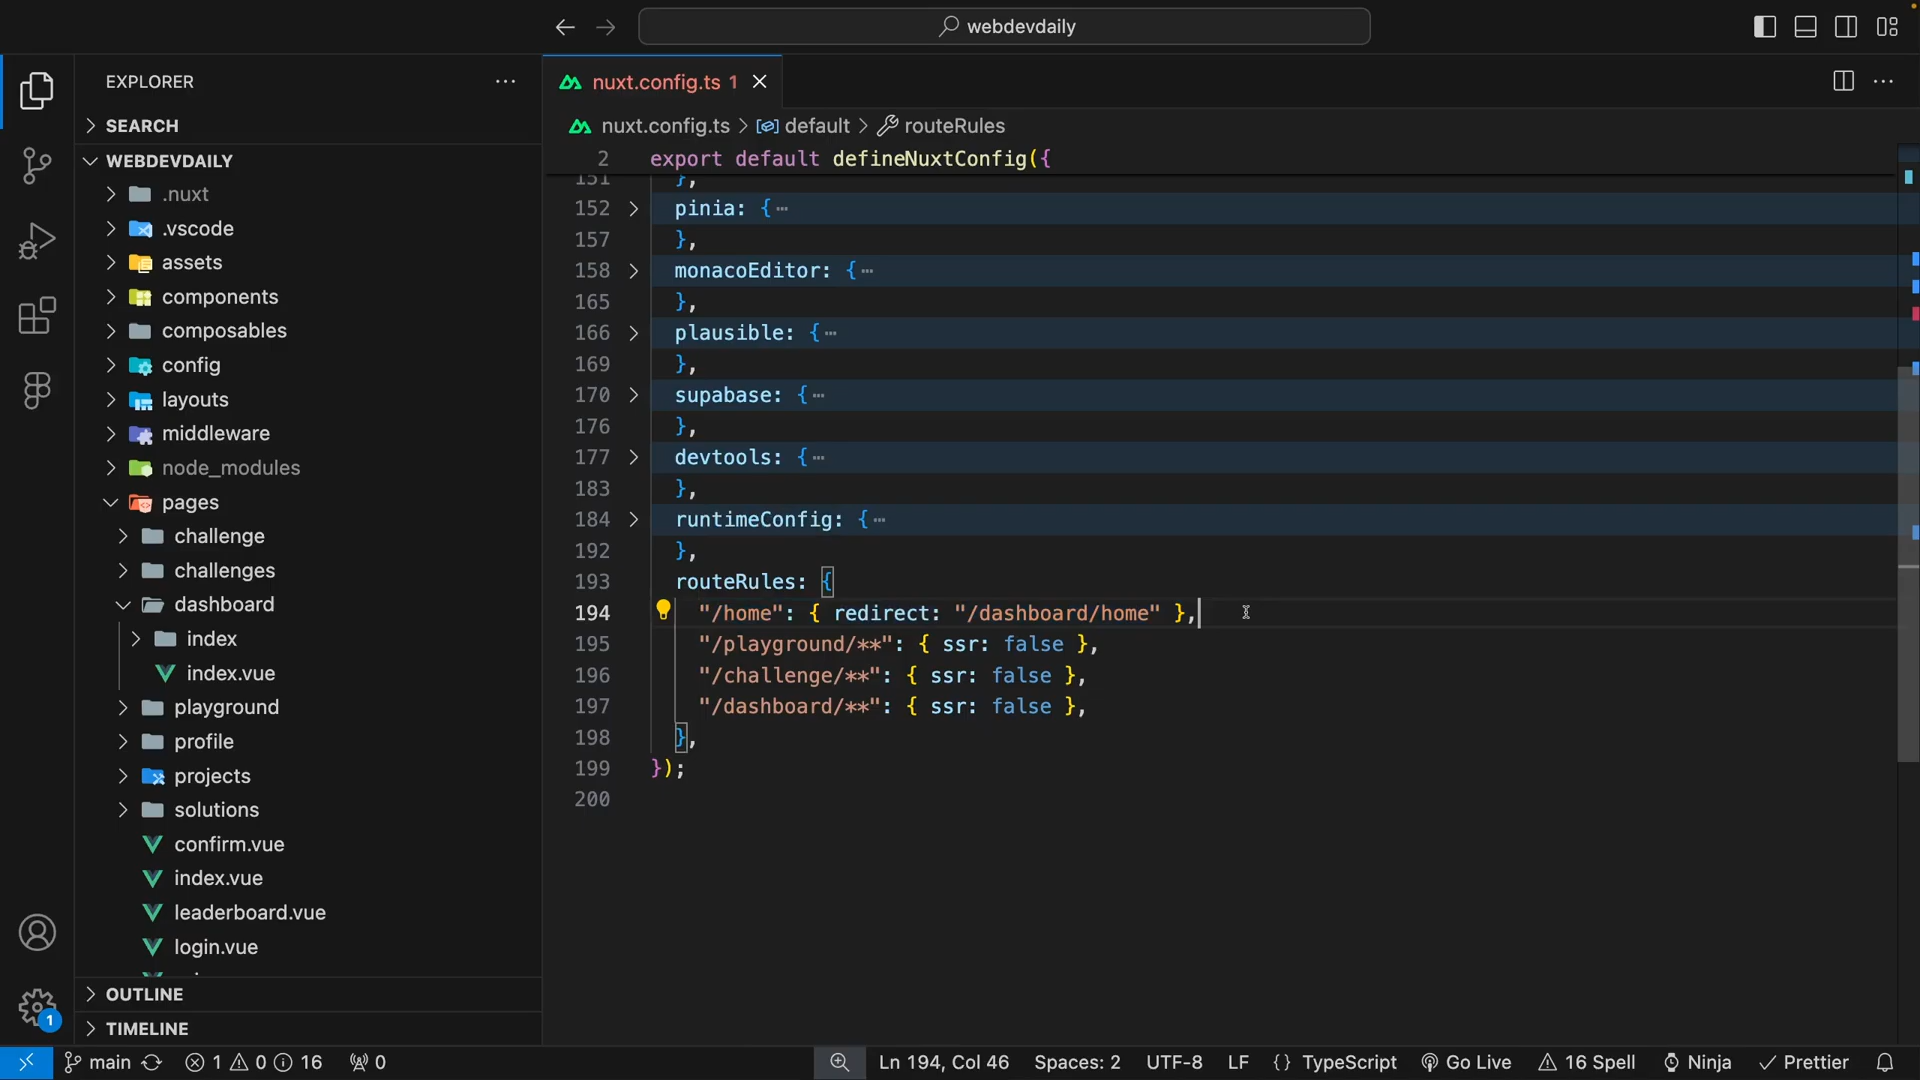 webdevdaily
EXPLORER
SEARCH
WEBDEVDAILY
.nuxt
.vscode
assets
components
composables
config
layouts
middleware
node_modules
pages
challenge
challenges
dashboard
index
index.vue
playground
profile
projects
solutions
confirm.vue
index.vue
leaderboard.vue
login.vue
OUTLINE
TIMELINE
nuxt.config.ts 1
nuxt.config.ts > default > routeRules
2 export default defineNuxtConfig({
151 },
152 pinia: {…
157 },
158 monacoEditor: {…
165 },
166 plausible: {…
169 },
170 supabase: {…
176 },
177 devtools: {…
183 },
184 runtimeConfig: {…
192 },
193 routeRules: {
194 "/home": { redirect: "/dashboard/home" },
195 "/playground/**": { ssr: false },
196 "/challenge/**": { ssr: false },
197 "/dashboard/**": { ssr: false },
198 },
199 });
200
1
main 1 0 16 0 Ln 194, Col 46 Spaces: 2 UTF-8 LF {} TypeScript Go Live 16 Spell Ninja Prettier